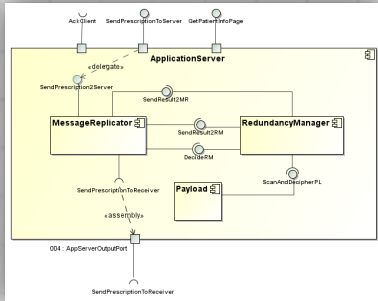 AckClient
SendPrescriptionToServer
GetPatientInfoPage
ApplicationServer
«delegate»
SendPrescription2Server
SendResult2MR
MessageReplicator
RedundancyManager
SendResult2RM
DecideRM
SendPrescriptionToReceiver
ScanAndDecipherPL
Payload
«assembly»
004 : AppServerOutputPort
SendPrescriptionToReceiver